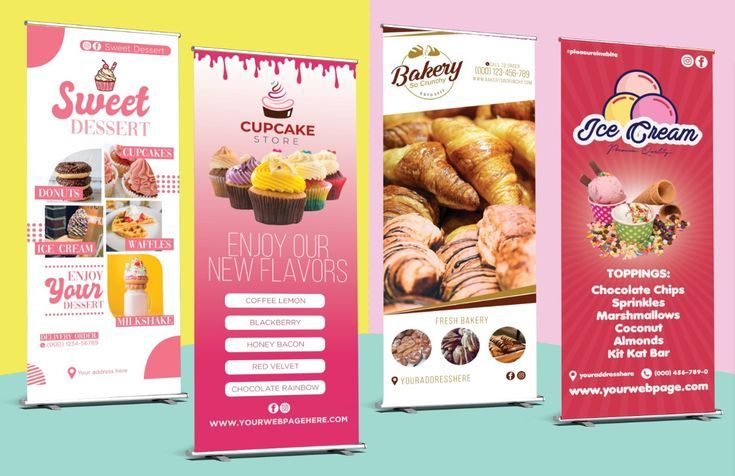 Sweet Dessert
Sweet
DESSERT
CUPCAKES
DONUTS
ICE CREAM
WAFFLES
ENJOY
Your
DESSERT
MILKSHAKE
DELIVERY ORDER
(000) 1234-56789
Your address here
CUPCAKE
STORE
ENJOY OUR
NEW FLAVORS
COFFEE LEMON
BLACKBERRY
HONEY BACON
RED VELVET
CHOCOLATE RAINBOW
WWW.YOURWEBPAGEHERE.COM
Bakery
So Crunchy
CALL TO ORDER
(000) 123-456-789
FRESH BAKERY
YOURADDRESSHERE
#pleasureinabite
Ice Cream
Premium Quality
TOPPINGS:
Chocolate Chips
Sprinkles
Marshmallows
Coconut
Almonds
Kit Kat Bar
youraddresshere
(000) 456-789-0
www.yourwebpage.com